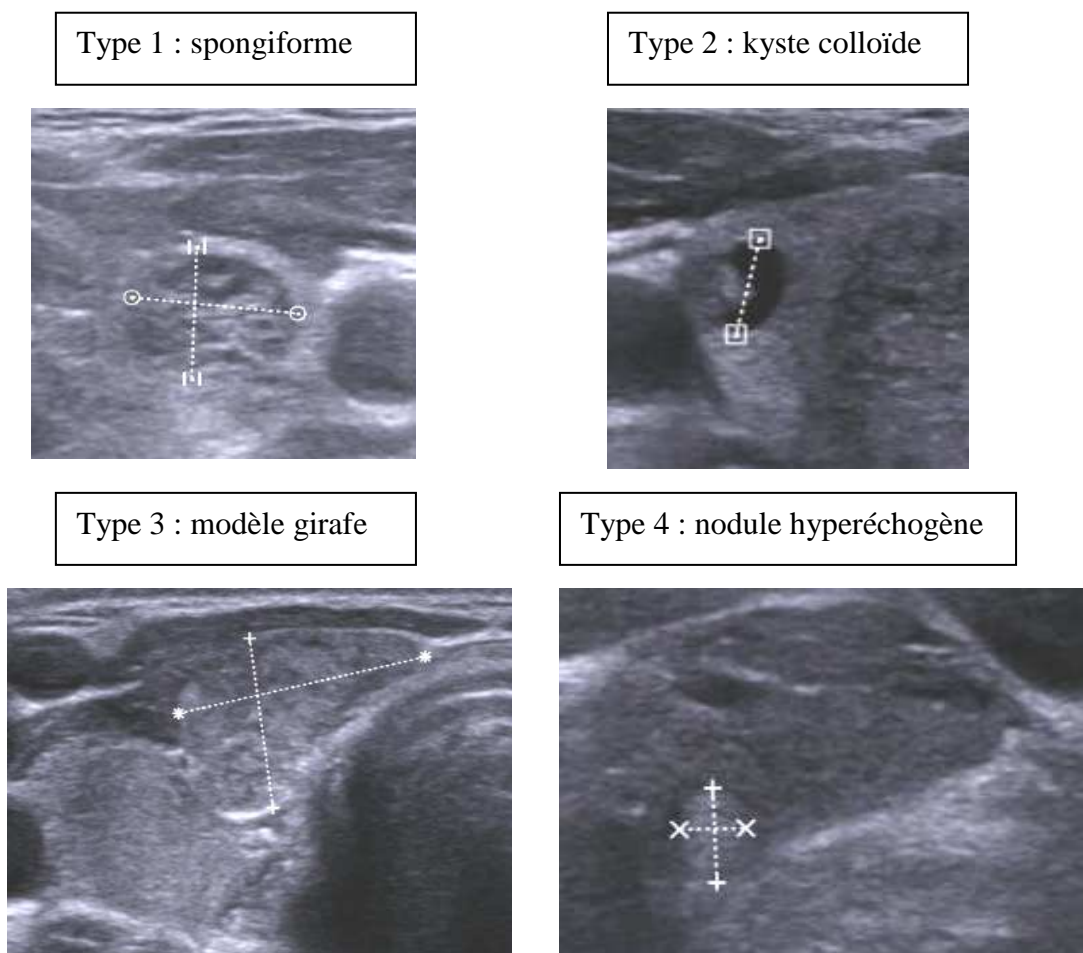 Type 1 : spongiforme
Type 2 : kyste colloïde
Type 3 : modèle girafe
Type 4 : nodule hyperéchogène